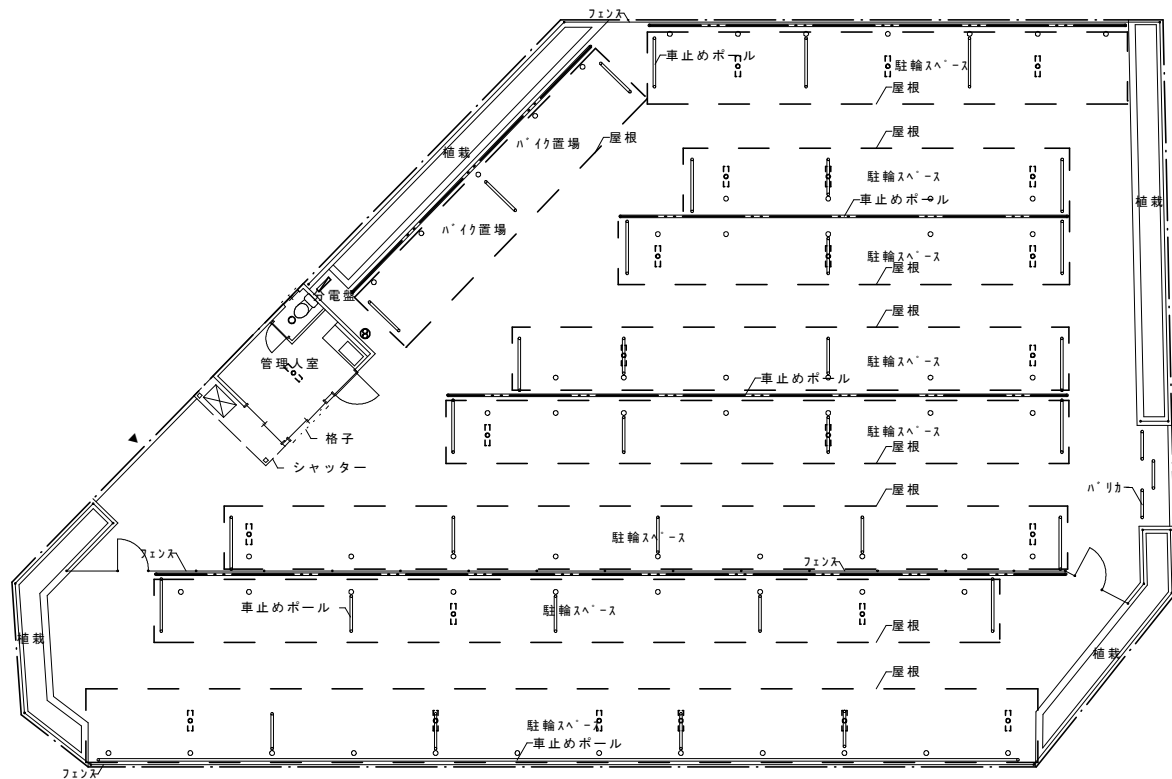 フェンス
車止めポール
駐輪スペース
屋根
屋根
バイク置場
屋根
植栽
駐輪スペース
車止めポール
植栽
バイク置場
駐輪スペース
屋根
分電盤
屋根
管理人室
駐輪スペース
車止めポール
格子
駐輪スペース
屋根
シャッター
屋根
バリカー
駐輪スペース
フェンス
フェンス
車止めポール
駐輪スペース
屋根
植栽
植栽
屋根
駐輪スペース
車止めポール
フェンス